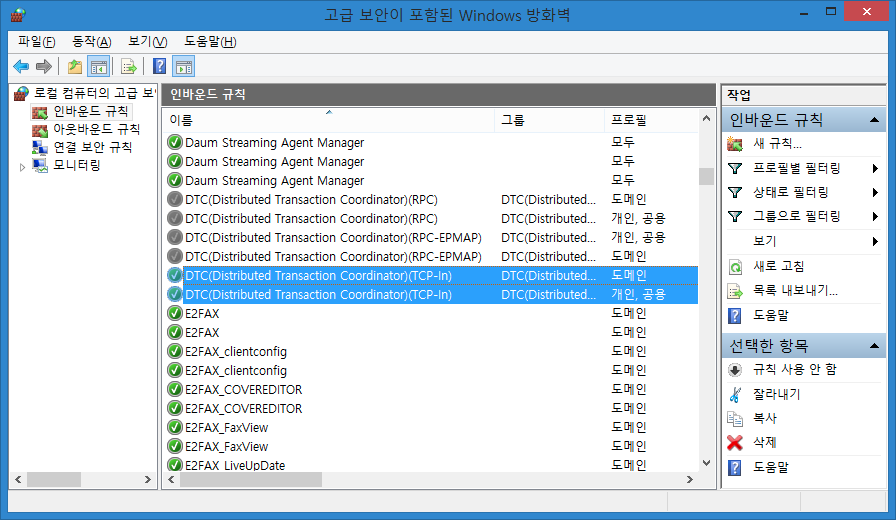 고급 보안이 포함된 Windows 방화벽
파일(F) 동작(A) 보기(V) 도움말(H)
로컬 컴퓨터의 고급 보
인바운드 규칙
아웃바운드 규칙
연결 보안 규칙
모니터링
인바운드 규칙
이름 그룹 프로필
Daum Streaming Agent Manager 모두
Daum Streaming Agent Manager 모두
Daum Streaming Agent Manager 모두
DTC(Distributed Transaction Coordinator)(RPC) DTC(Distributed... 도메인
DTC(Distributed Transaction Coordinator)(RPC) DTC(Distributed... 개인, 공용
DTC(Distributed Transaction Coordinator)(RPC-EPMAP) DTC(Distributed... 개인, 공용
DTC(Distributed Transaction Coordinator)(RPC-EPMAP) DTC(Distributed... 도메인
DTC(Distributed Transaction Coordinator)(TCP-In) DTC(Distributed... 도메인
DTC(Distributed Transaction Coordinator)(TCP-In) DTC(Distributed... 개인, 공용
E2FAX 도메인
E2FAX 도메인
E2FAX_clientconfig 도메인
E2FAX_clientconfig 도메인
E2FAX_COVEREDITOR 도메인
E2FAX_COVEREDITOR 도메인
E2FAX_FaxView 도메인
E2FAX_FaxView 도메인
E2FAX_LiveUpDate 도메인
작업
인바운드 규칙
새 규칙...
프로필별 필터링
상태로 필터링
그룹으로 필터링
보기
새로 고침
목록 내보내기...
도움말
선택한 항목
규칙 사용 안 함
잘라내기
복사
삭제
도움말